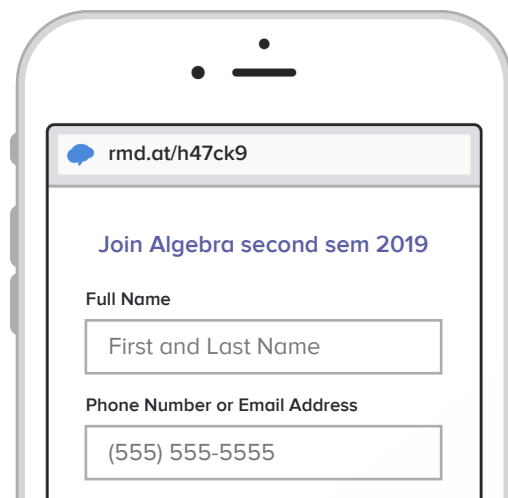 rmd.at/h47ck9
Join Algebra second sem 2019
Full Name
First and Last Name
Phone Number or Email Address
(555) 555-5555